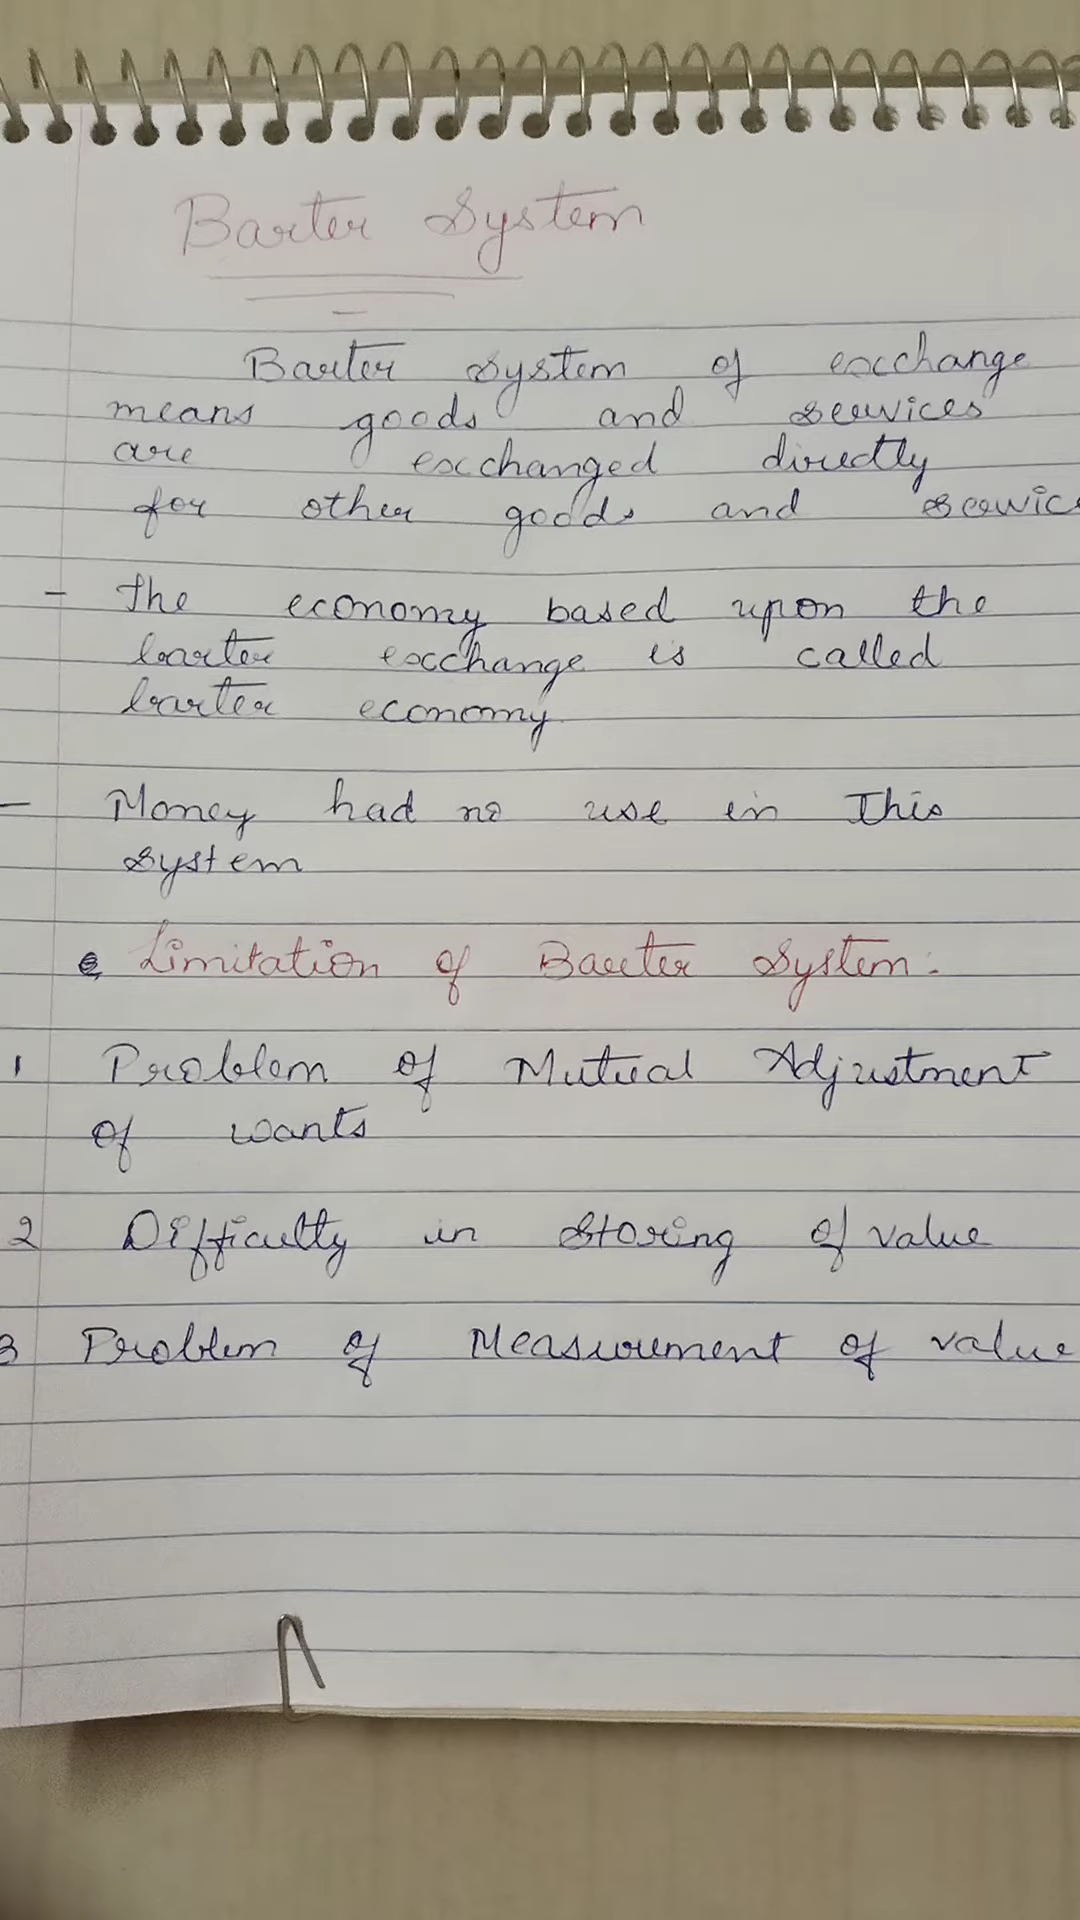 Barter System
Barter system of exchange
means goods and services
are exchanged directly
for other goods and servic
- The economy based upon the
barter exchange is called
barter economy
- Money had no use in This
system
Limitation of Barter System.
1 Problem of Mutual Adjustment
of wants
2 Difficulty in Storing of value
3 Problem of Measurement of value